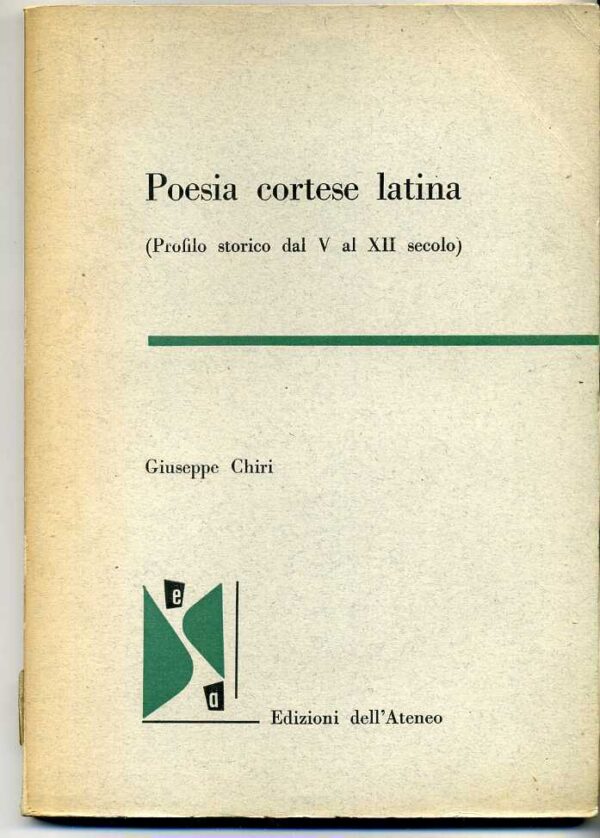 Poesia cortese latina
(Profilo storico dal V al XII secolo)
Giuseppe Chiri
e
a
Edizioni dell'Ateneo